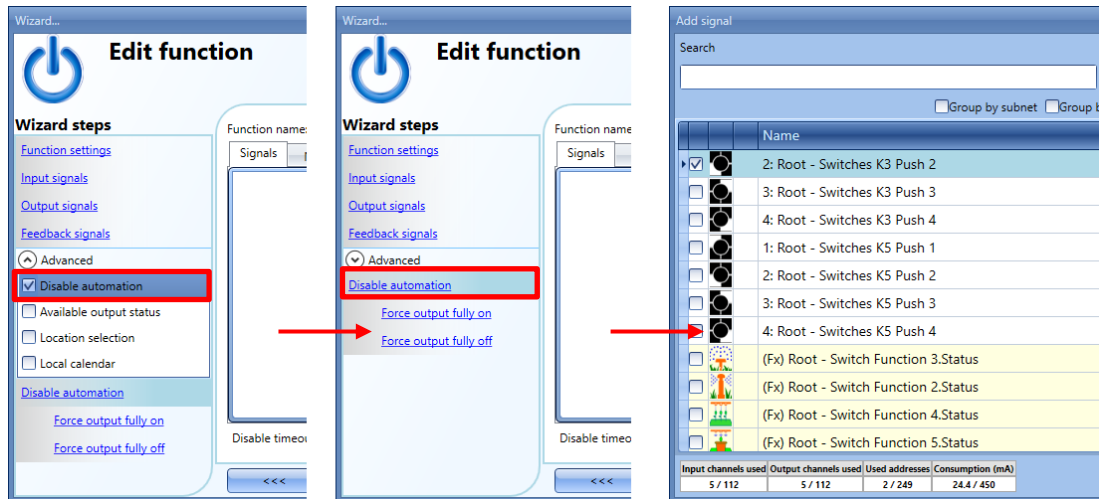 Wizard...
Edit function
Wizard steps
Function settings
Input signals
Output signals
Feedback signals
Advanced
Disable automation
Available output status
Location selection
Local calendar
Disable automation
Force output fully on
Force output fully off
Function name:
Signals
Disable timeou
<<<
Wizard...
Edit function
Wizard steps
Function settings
Input signals
Output signals
Feedback signals
Advanced
Disable automation
Force output fully on
Force output fully off
Function name
Signals
Disable timeo
<<<
Add signal
Search
Group by subnet Group b
Name
2: Root - Switches K3 Push 2
3: Root - Switches K3 Push 3
4: Root - Switches K3 Push 4
1: Root - Switches K5 Push 1
2: Root - Switches K5 Push 2
3: Root - Switches K5 Push 3
4: Root - Switches K5 Push 4
(Fx) Root - Switch Function 3.Status
(Fx) Root - Switch Function 2.Status
(Fx) Root - Switch Function 4.Status
(Fx) Root - Switch Function 5.Status
Input channels used Output channels used Used addresses Consumption (mA)
5 / 112 5 / 112 2 / 249 24.4 / 450